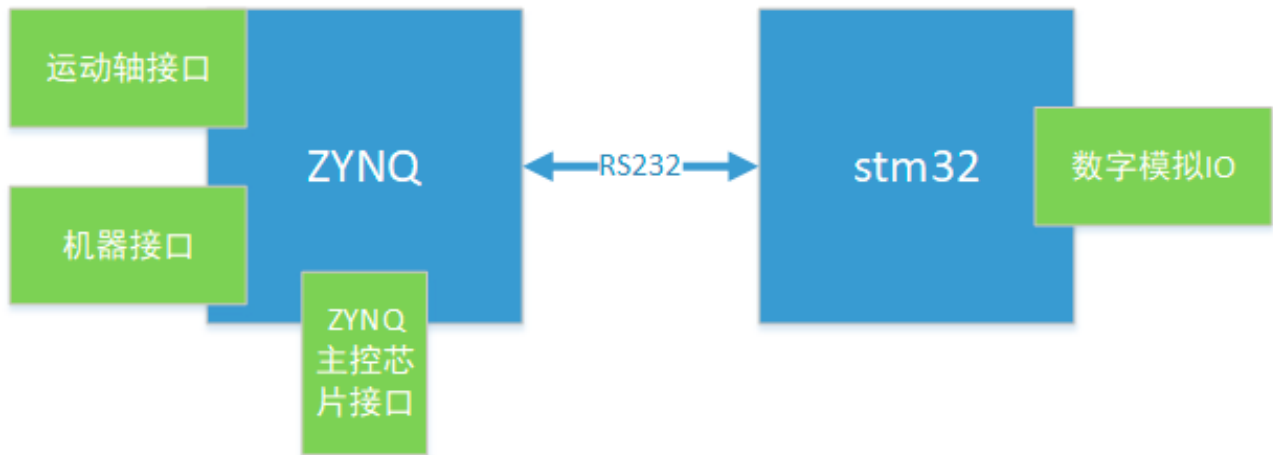 运动轴接口
ZYNQ
RS232
stm32
数字模拟IO
机器接口
ZYNQ
主控芯
片接口